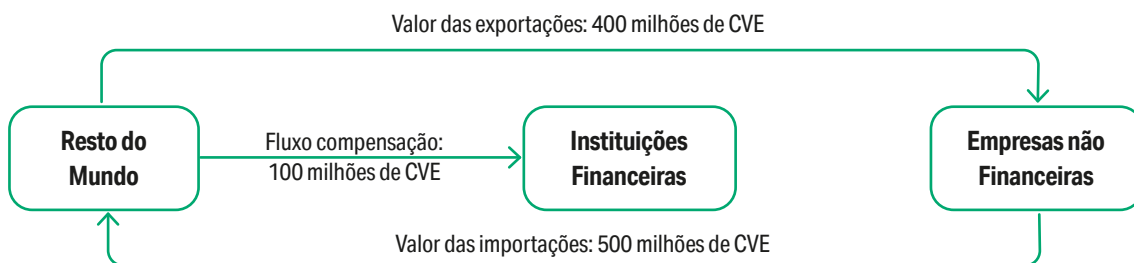 Valor das exportações: 400 milhões de CVE
Resto do
Mundo
Fluxo compensação:
100 milhões de CVE
Instituições
Financeiras
Empresas não
Financeiras
Valor das importações: 500 milhões de CVE